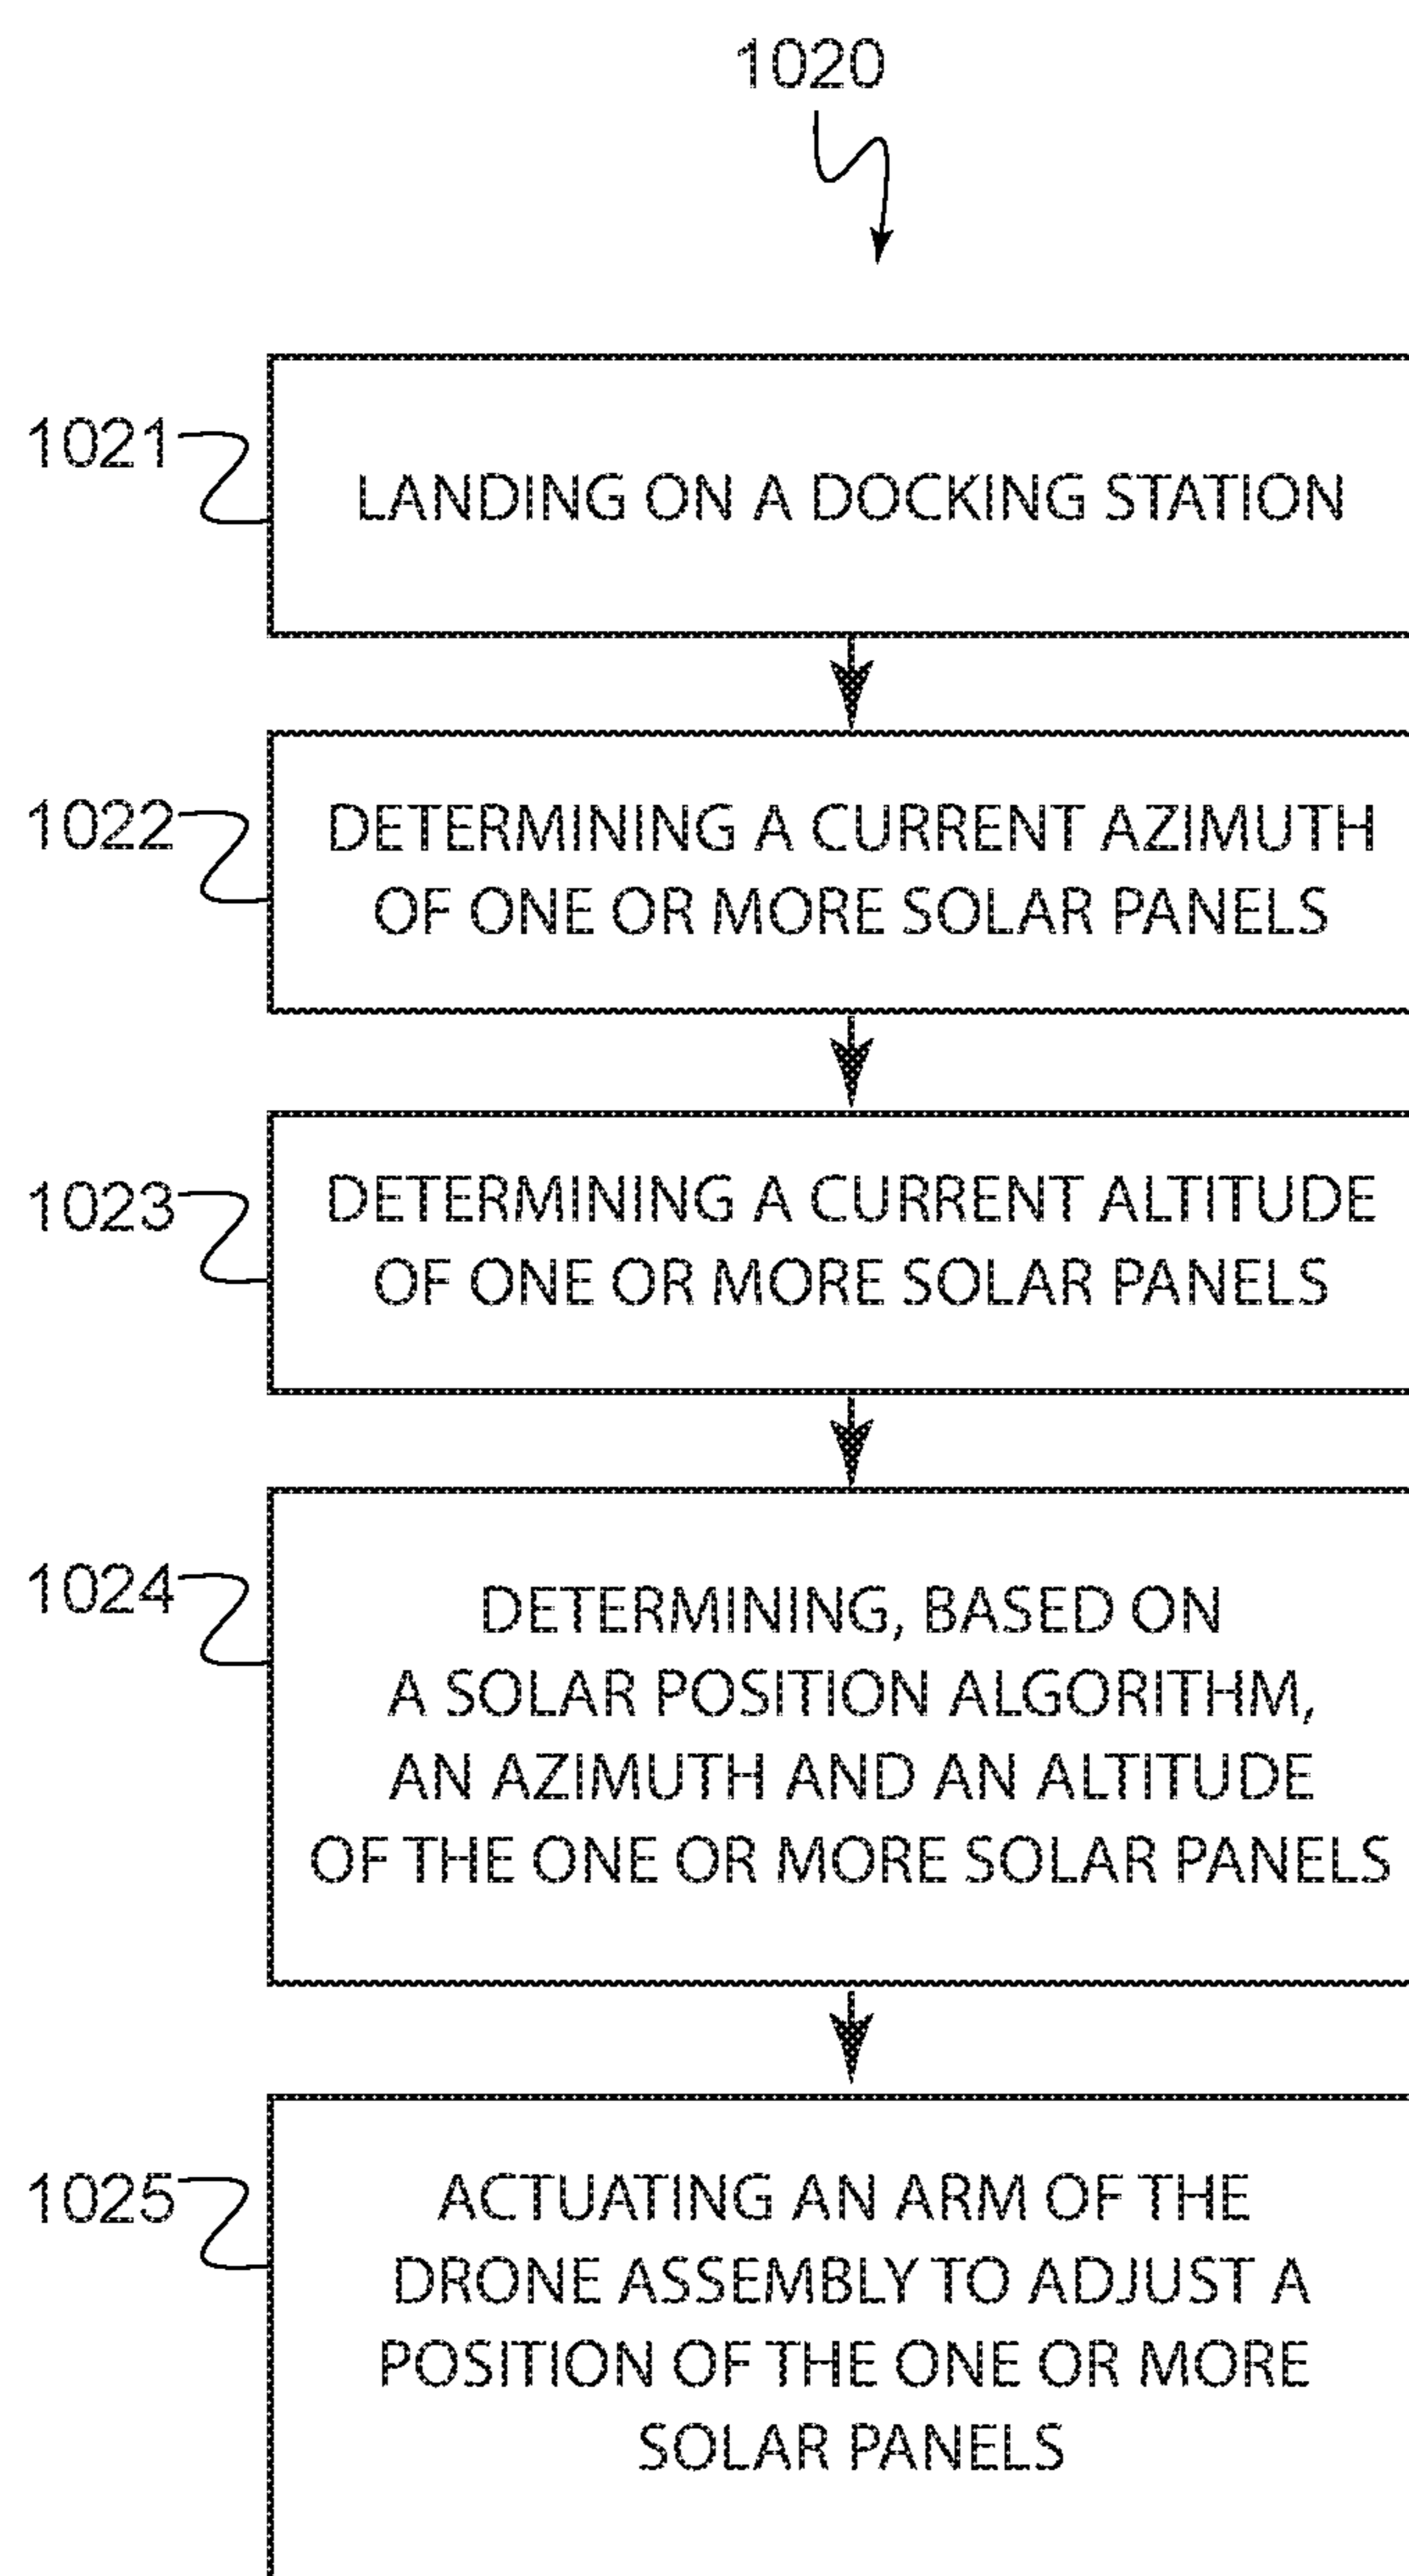 1020
1021
LANDING ON A DOCKING STATION
1022
DETERMINING A CURRENT AZIMUTH
OF ONE OR MORE SOLAR PANELS
1023
DETERMINING A CURRENT ALTITUDE
OF ONE OR MORE SOLAR PANELS
1024
DETERMINING, BASED ON
A SOLAR POSITION ALGORITHM,
AN AZIMUTH AND AN ALTITUDE
OF THE ONE OR MORE SOLAR PANELS
1025
ACTUATING AN ARM OF THE
DRONE ASSEMBLY TO ADJUST A
POSITION OF THE ONE OR MORE
SOLAR PANELS